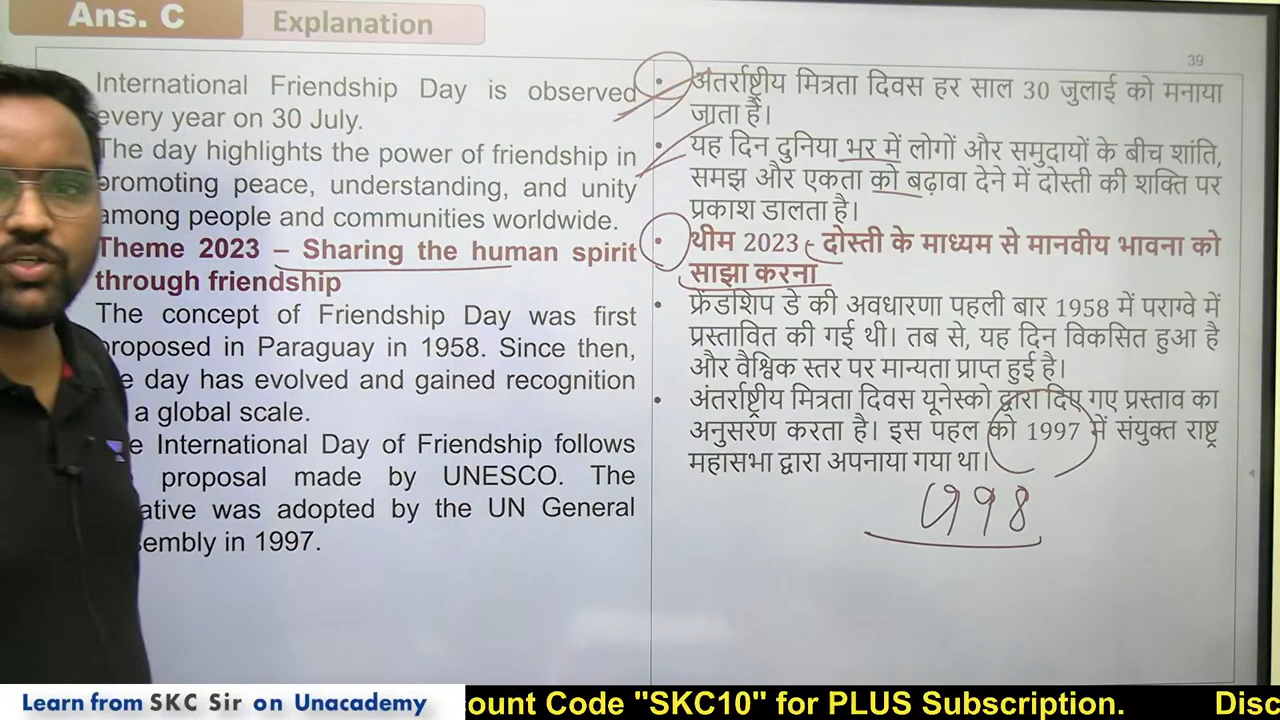 Ans. C
Explanation
39
International Friendship Day is observed
every year on 30 July.
The day highlights the power of friendship in
promoting peace, understanding, and unity
among people and communities worldwide.
Theme 2023 – Sharing the human spirit
through friendship
The concept of Friendship Day was first
proposed in Paraguay in 1958. Since then,
e day has evolved and gained recognition
a global scale.
e International Day of Friendship follows
proposal made by UNESCO. The
ative was adopted by the UN General
sembly in 1997.
• अंतर्राष्ट्रीय मित्रता दिवस हर साल 30 जुलाई को मनाया
जाता है।
• यह दिन दुनिया भर में लोगों और समुदायों के बीच शांति,
समझ और एकता को बढ़ावा देने में दोस्ती की शक्ति पर
प्रकाश डालता है।
• थीम 2023 - दोस्ती के माध्यम से मानवीय भावना को
साझा करना
• फ्रेंडशिप डे की अवधारणा पहली बार 1958 में पराग्वे में
प्रस्तावित की गई थी। तब से, यह दिन विकसित हुआ है
और वैश्विक स्तर पर मान्यता प्राप्त हुई है।
• अंतर्राष्ट्रीय मित्रता दिवस यूनेस्को द्वारा दिए गए प्रस्ताव का
अनुसरण करता है। इस पहल को 1997 में संयुक्त राष्ट्र
महासभा द्वारा अपनाया गया था।
1998
Learn from SKC Sir on Unacademy
ount Code "SKC10" for PLUS Subscription. Disc